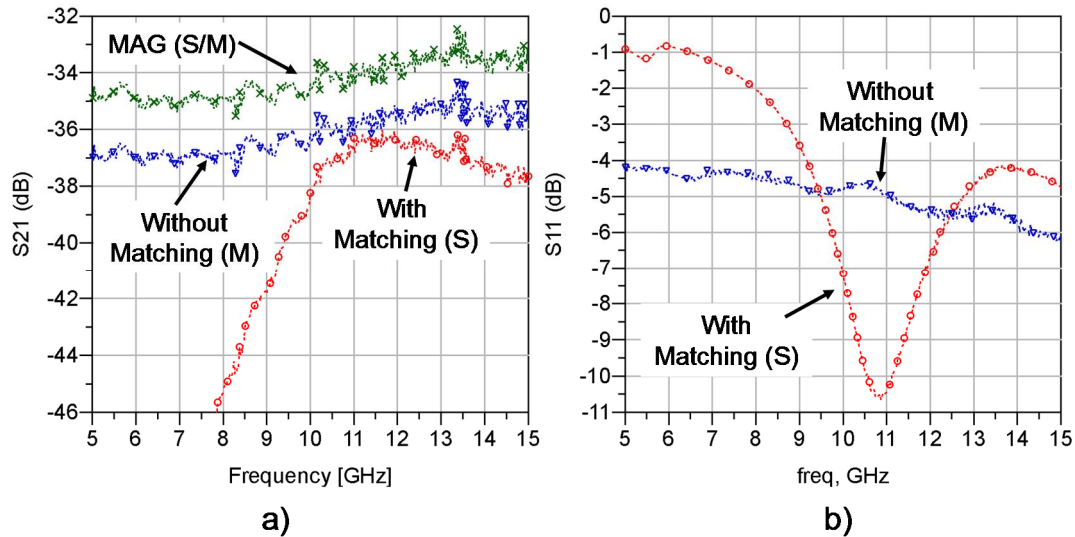 -32
-34
-36
-38
-40
-42
-44
-46
S21 (dB)
MAG (S/M)
Without
Matching (M)
With
Matching (S)
5 6 7 8 9 10 11 12 13 14 15
Frequency [GHz]
a)
0
-1
-2
-3
-4
-5
-6
-7
-8
-9
-10
-11
S11 (dB)
Without
Matching (M)
With
Matching (S)
5 6 7 8 9 10 11 12 13 14 15
freq, GHz
b)